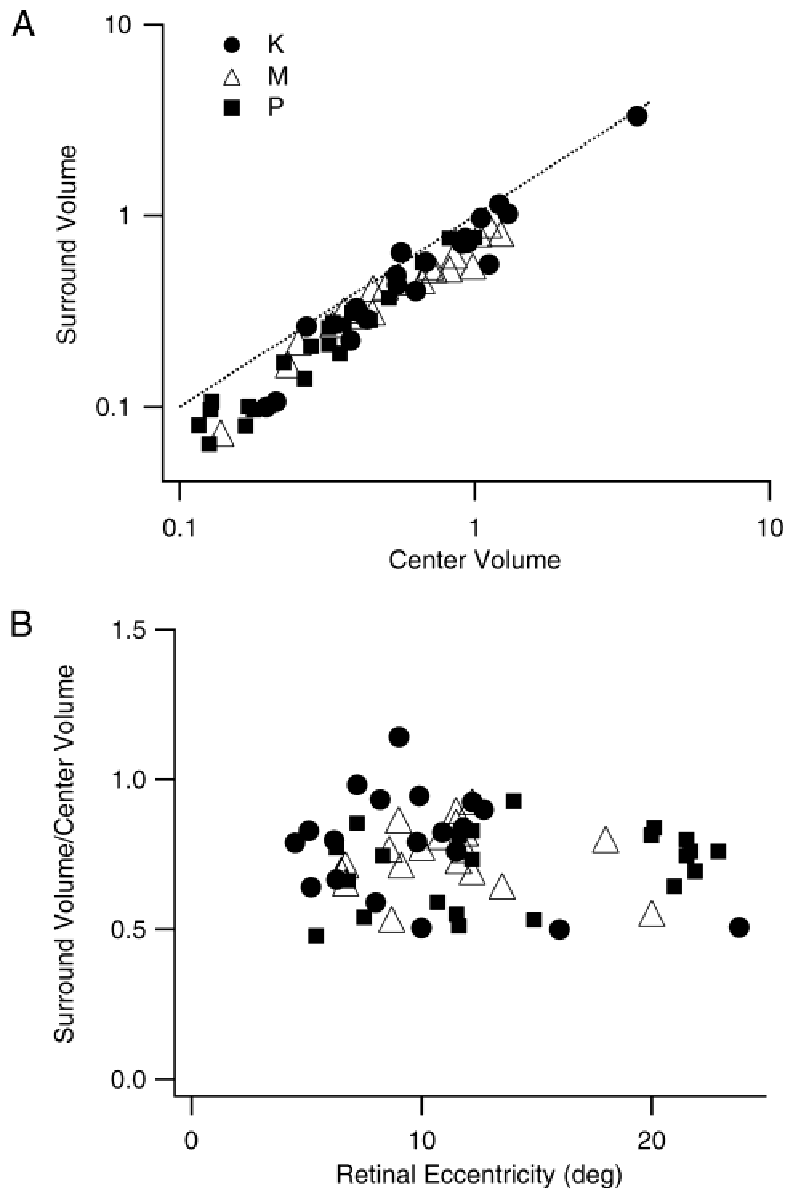 A
10
K
M
P
1
0.1
Surround Volume
0.1
1
10
Center Volume
B
1.5
1.0
0.5
0.0
Surround Volume/Center Volume
0
10
20
Retinal Eccentricity (deg)